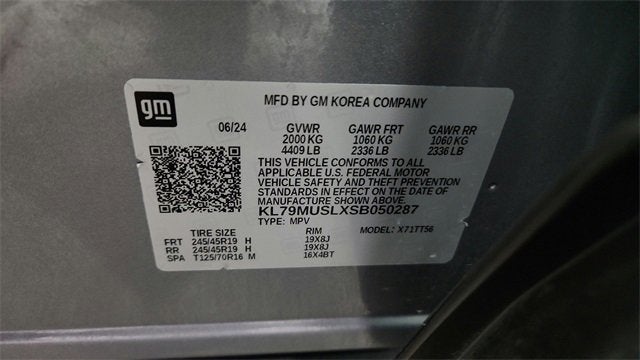 gm
MFD BY GM KOREA COMPANY
06/24 GVWR GAWR FRT GAWR RR
2000 KG 1060 KG 1060 KG
4409 LB 2336 LB 2336 LB
THIS VEHICLE CONFORMS TO ALL
APPLICABLE U.S. FEDERAL MOTOR
VEHICLE SAFETY AND THEFT PREVENTION
STANDARDS IN EFFECT ON DATE OF
MANUFACTURE SHOWN ABOVE.
KL79MUSLXSB050287
TYPE: MPV MODEL: X71TT56
TIRE SIZE RIM
FRT 245/45R19 H 19X8J
RR 245/45R19 H 19X8J
SPA T125/70R16 M 16X4BT